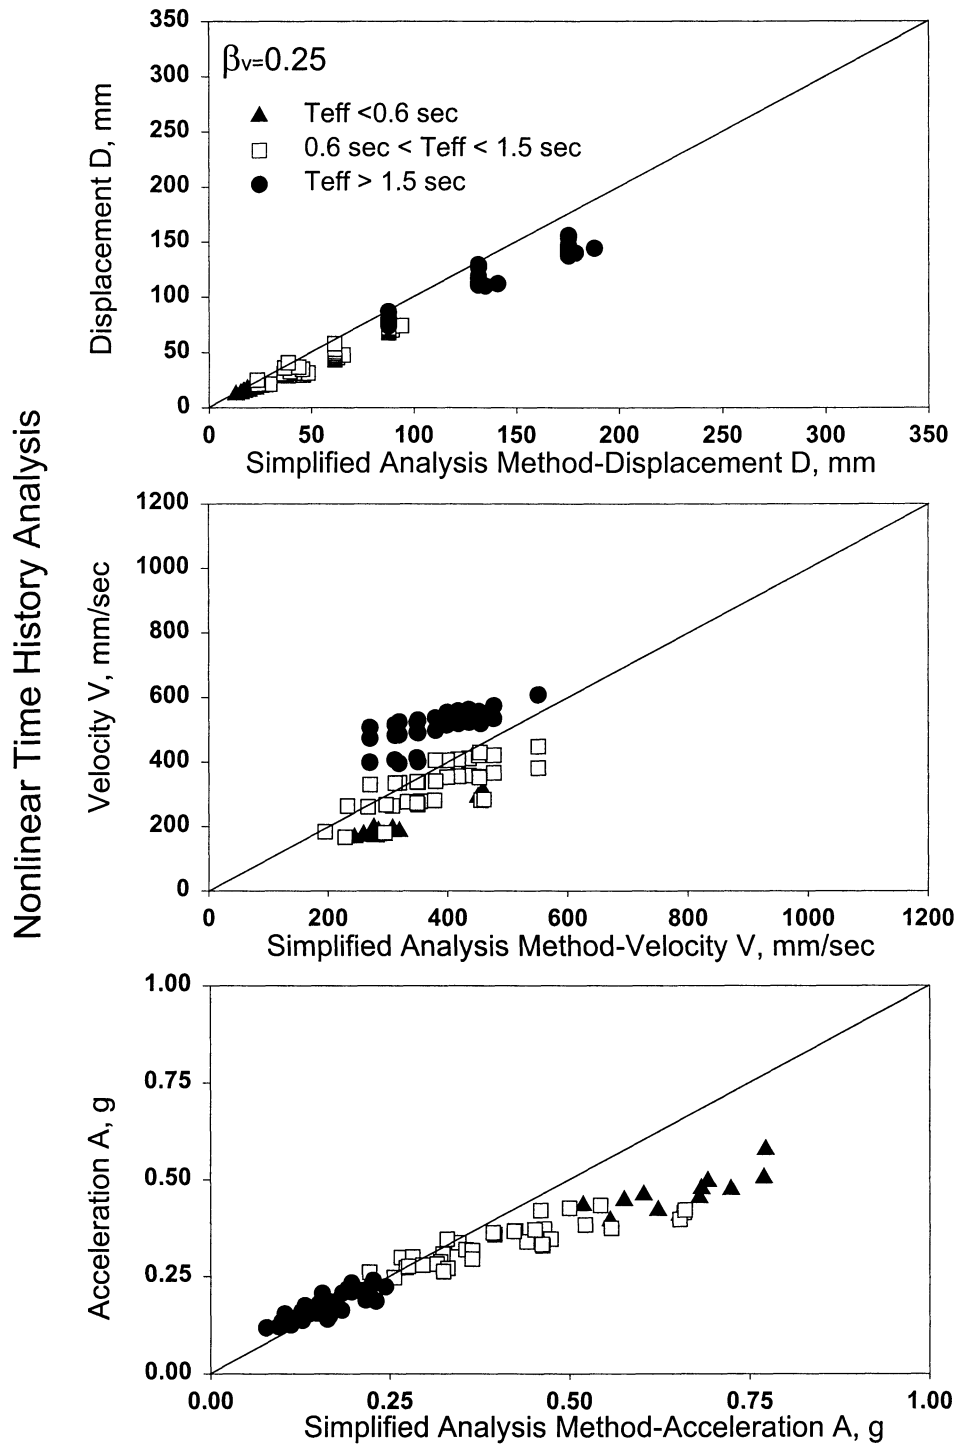 Nonlinear Time History Analysis
350
300
250
200
150
100
50
0
Displacement D, mm
βv=0.25
Teff <0.6 sec
0.6 sec < Teff < 1.5 sec
Teff > 1.5 sec
0 50 100 150 200 250 300 350
Simplified Analysis Method-Displacement D, mm
1200
1000
800
600
400
200
0
Velocity V, mm/sec
0 200 400 600 800 1000 1200
Simplified Analysis Method-Velocity V, mm/sec
1.00
0.75
0.50
0.25
0.00
Acceleration A, g
0.00 0.25 0.50 0.75 1.00
Simplified Analysis Method-Acceleration A, g